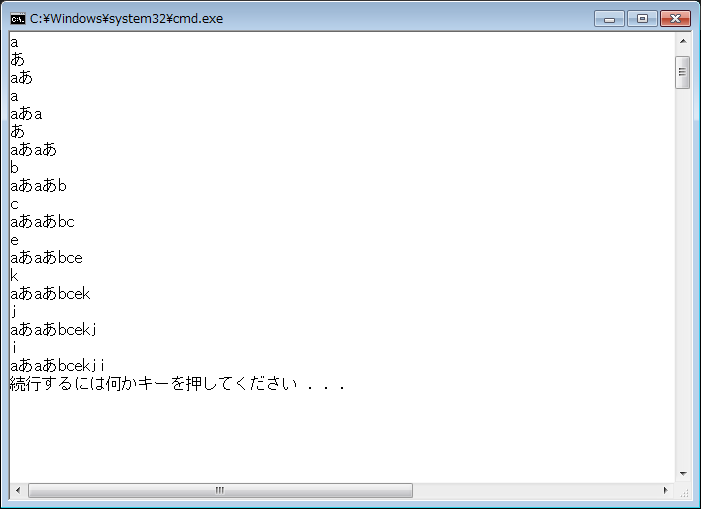 C:¥Windows¥system32¥cmd.exe
a
あ
aあ
a
aあa
あ
aあaあ
b
aあaあb
c
aあaあbc
e
aあaあbce
k
aあaあbcek
j
aあaあbcekj
i
aあaあbcekji
続行するには何かキーを押してください . . .